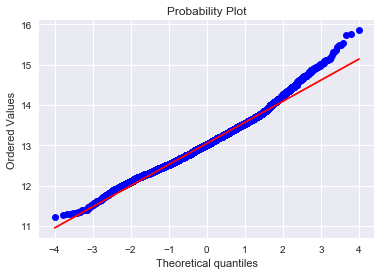 Probability Plot
16
15
14
13
12
11
Ordered Values
-4 -3 -2 -1 0 1 2 3 4
Theoretical quantiles